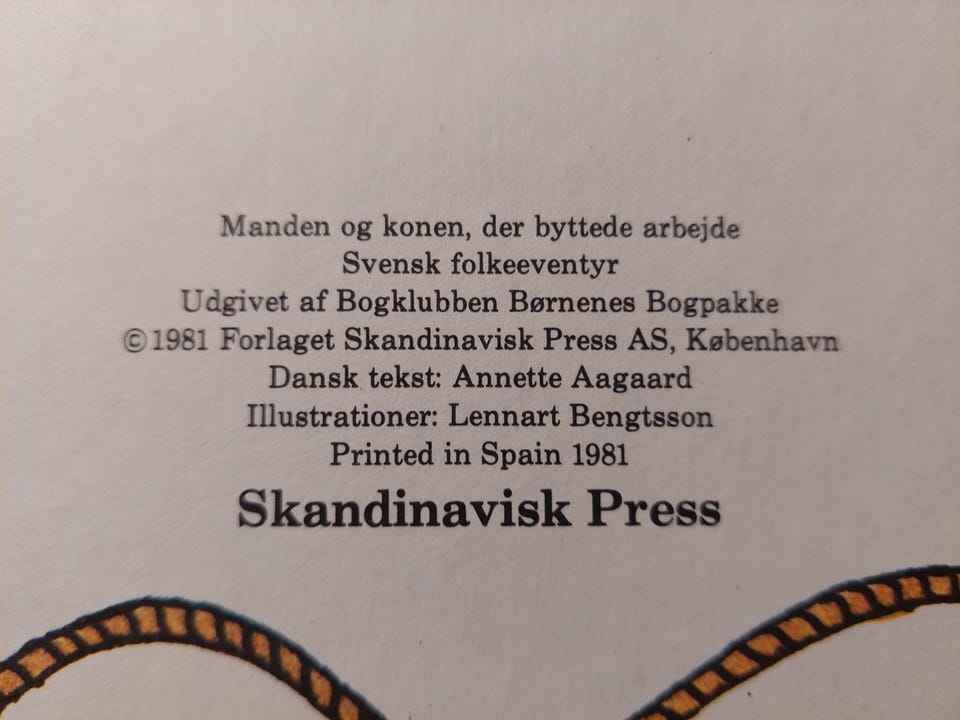 Manden og konen, der byttede arbejde
Svensk folkeeventyr
Udgivet af Bogklubben Børnenes Bogpakke
©1981 Forlaget Skandinavisk Press AS, København
Dansk tekst: Annette Aagaard
Illustrationer: Lennart Bengtsson
Printed in Spain 1981
Skandinavisk Press